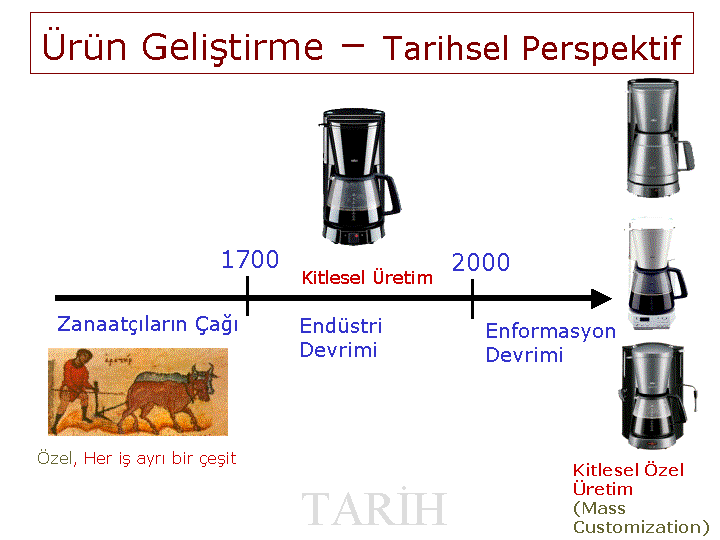 Ürün Geliştirme – Tarihsel Perspektif
1700
Kitlesel Üretim
2000
Zanaatçıların Çağı
Endüstri
Devrimi
Enformasyon
Devrimi
Özel, Her iş ayrı bir çeşit
Kitlesel Özel
Üretim
(Mass
Customization)
TARİH